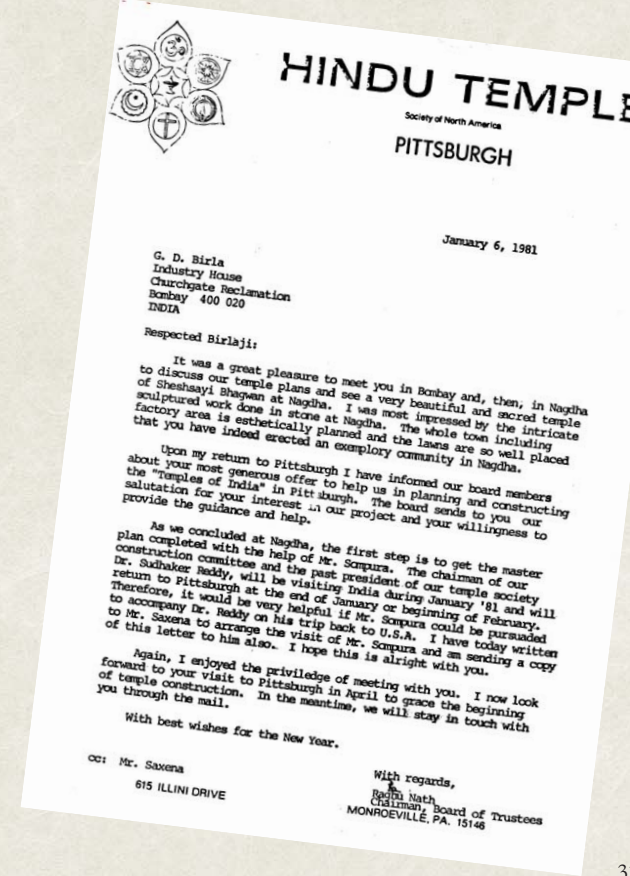 HINDU TEMPLE
Society of North America
PITTSBURGH
January 6, 1981
G. D. Birla
Industry House
Churchgate Reclamation
Bombay 400 020
INDIA
Respected Birlaji:
It was a great pleasure to meet you in Bombay and, then, in Nagdha
to discuss our temple plans and see a very beautiful and sacred temple
of Sheshsayi Bhagwan at Nagdha. I was most impressed by the intricate
sculptured work done in stone at Nagdha. The whole town including
factory area is esthetically planned and the lawns are so well placed
that you have indeed erected an exemplory community in Nagdha.
Upon my return to Pittsburgh I have informed our board members
about your most generous offer to help us in planning and constructing
the "Temples of India" in Pittsburgh. The board sends to you our
salutation for your interest in our project and your willingness to
provide the guidance and help.
As we concluded at Nagdha, the first step is to get the master
plan completed with the help of Mr. Sompura. The chairman of our
construction committee and the past president of our temple society
Dr. Sudhaker Reddy, will be visiting India during January '81 and will
return to Pittsburgh at the end of January or beginning of February.
Therefore, it would be very helpful if Mr. Sompura could be pursuaded
to accompany Dr. Reddy on his trip back to U.S.A. I have today written
to Mr. Saxena to arrange the visit of Mr. Sompura and am sending a copy
of this letter to him also. I hope this is alright with you.
Again, I enjoyed the priviledge of meeting with you. I now look
forward to your visit to Pittsburgh in April to grace the beginning
of temple construction. In the meantime, we will stay in touch with
you through the mail.
With best wishes for the New Year.
With regards,
Raghu Nath
Chairman, Board of Trustees
cc: Mr. Saxena
615 ILLINI DRIVE
MONROEVILLE, PA. 15146
3